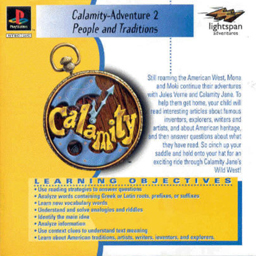 Calamity-Adventure 2
People and Traditions
lightspan
adventures
PlayStation
Calamity
Still roaming the American West, Mono
and Moki continue their adventures
with Jules Verne and Calamity Jane. To
help them get home, your child will
read interesting articles about famous
inventors, explorers, writers and
artists, and about American heritage,
and then answer questions about what
they have read. So cinch up your
saddle and hold onto your hat for an
exciting ride through Calamity Jane's
Wild West!
LEARNING OBJECTIVES
• Use reading strategies to answer questions
• Analyze words containing Greek or Latin roots, prefixes, or suffixes
• Learn new vocabulary words
• Understand and solve analogies and riddles
• Identify the main idea
• Analyze information
• Use context clues to understand text meaning
• Learn about American traditions, artists, writers, inventors, and explorers.